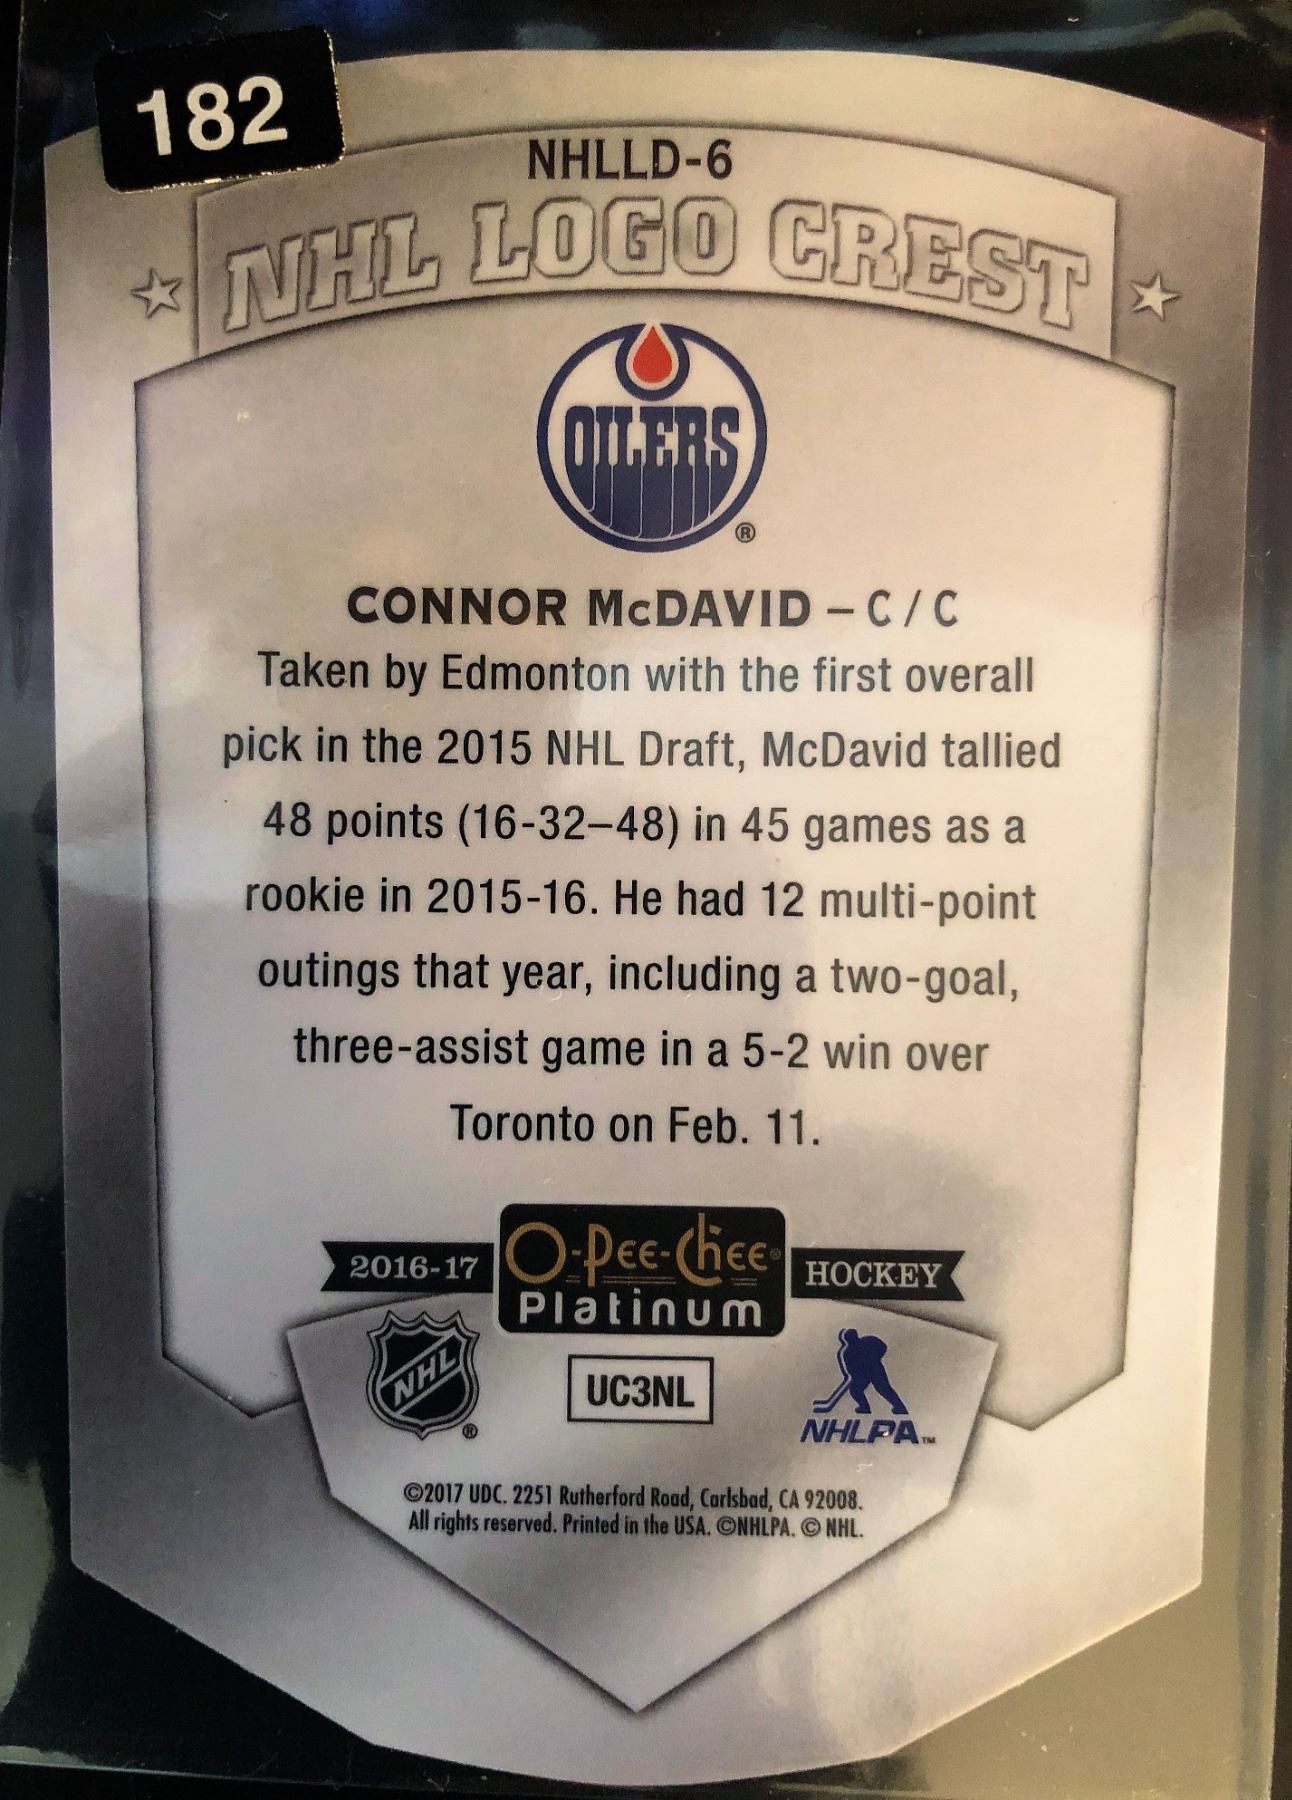 182
NHLLD-6
NHL LOGO CREST
OILERS
®
CONNOR McDAVID – C / C
Taken by Edmonton with the first overall
pick in the 2015 NHL Draft, McDavid tallied
48 points (16-32–48) in 45 games as a
rookie in 2015-16. He had 12 multi-point
outings that year, including a two-goal,
three-assist game in a 5-2 win over
Toronto on Feb. 11.
2016-17 O-Pee-Chee® HOCKEY
Platinum
NHL ®
UC3NL
NHLPA™
©2017 UDC. 2251 Rutherford Road, Carlsbad, CA 92008.
All rights reserved. Printed in the USA. ©NHLPA. © NHL.